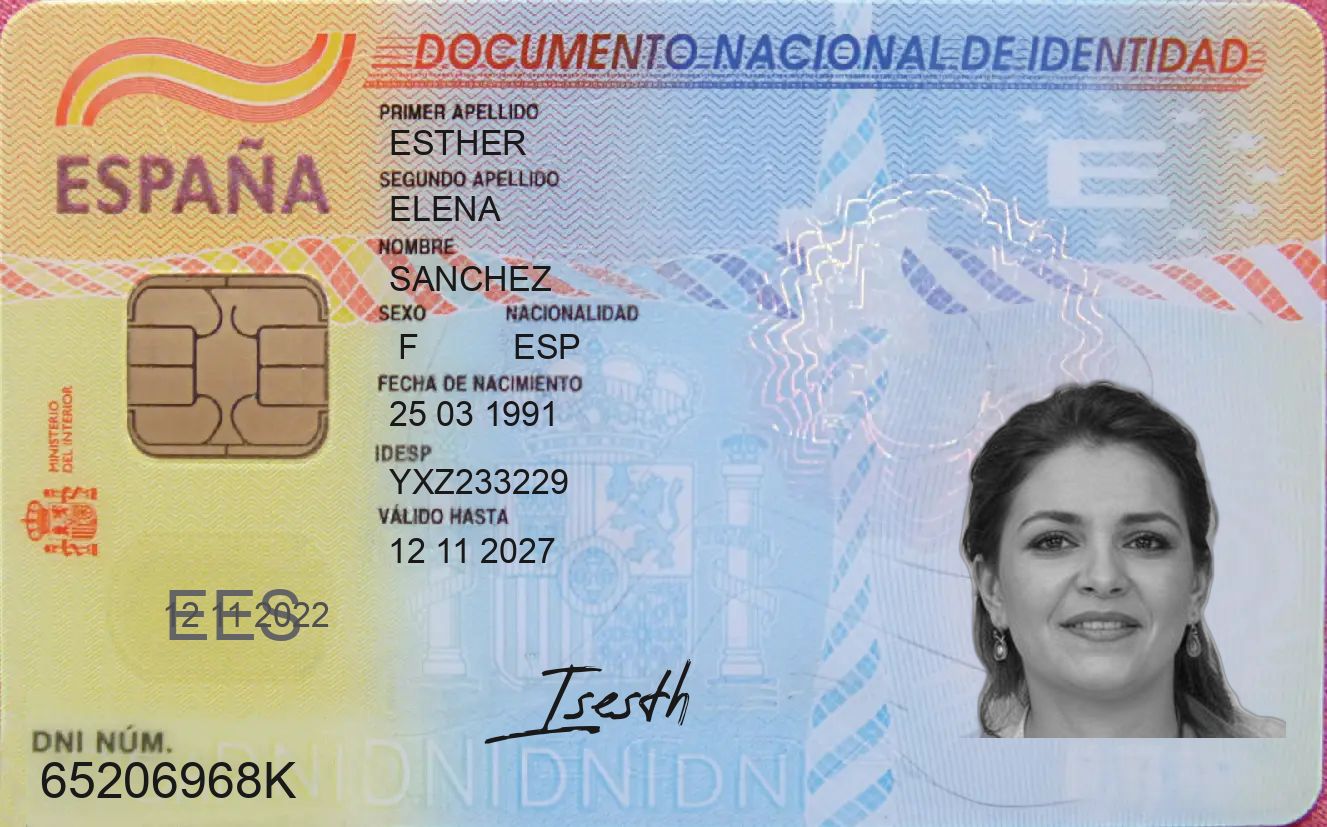 DOCUMENTO NACIONAL DE IDENTIDAD
ESPAÑA
PRIMER APELLIDO
ESTHER
SEGUNDO APELLIDO
ELENA
NOMBRE
SANCHEZ
SEXO NACIONALIDAD
F ESP
FECHA DE NACIMIENTO
25 03 1991
IDESP
YXZ233229
VÁLIDO HASTA
12 11 2027
MINISTERIO
DEL INTERIOR
E
EES
12 11 2022
Isesth
DNI NÚM.
65206968K
DNIDNIDNIDNIDNI